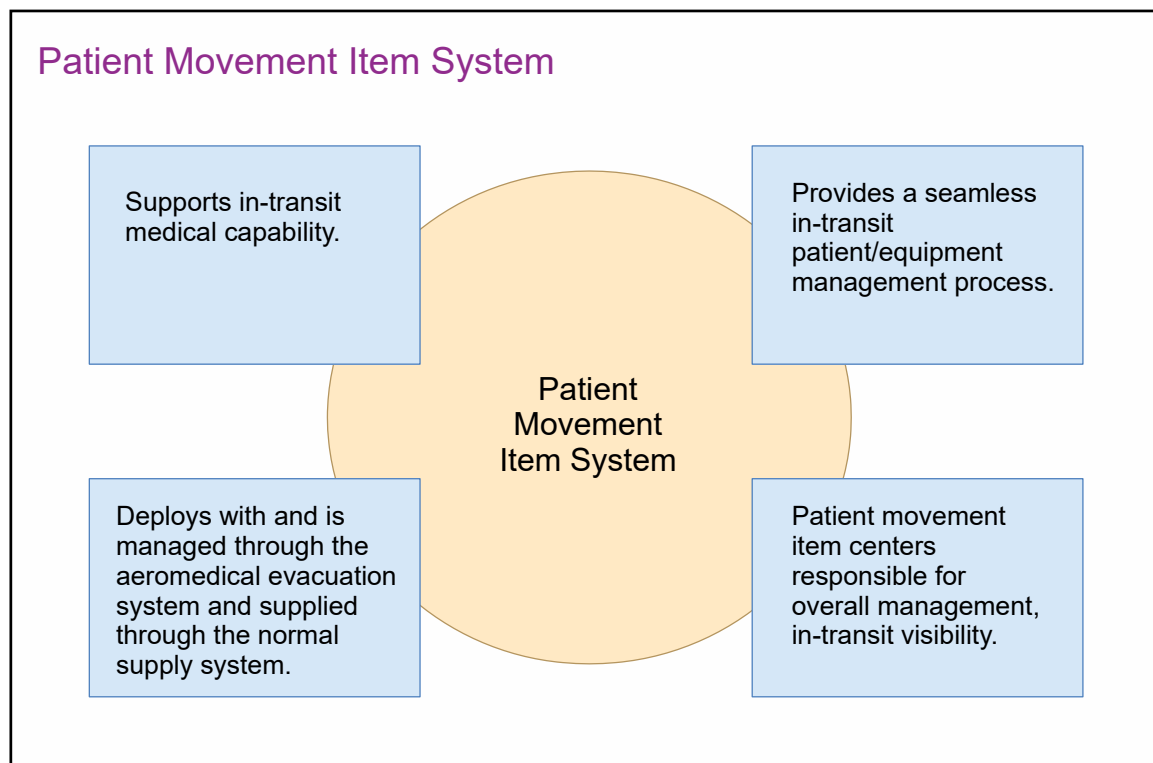 Patient Movement Item System
Supports in-transit
medical capability.
Provides a seamless
in-transit
patient/equipment
management process.
Patient
Movement
Item System
Deploys with and is
managed through the
aeromedical evacuation
system and supplied
through the normal
supply system.
Patient movement
item centers
responsible for
overall management,
in-transit visibility.